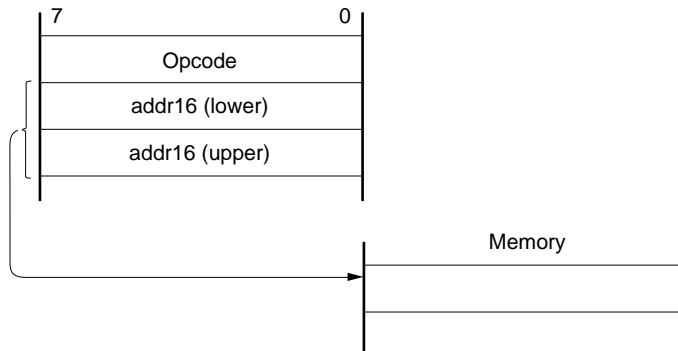 7 0
Opcode
addr16 (lower)
addr16 (upper)
Memory